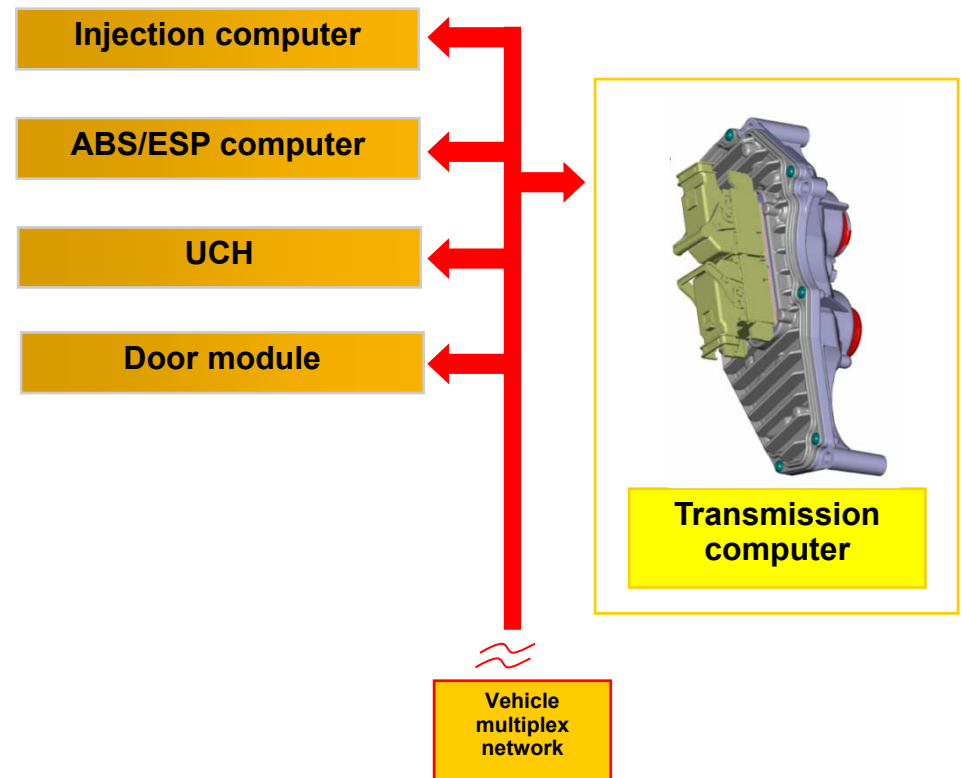 Injection computer
ABS/ESP computer
UCH
Door module
Transmission
computer
Vehicle
multiplex
network